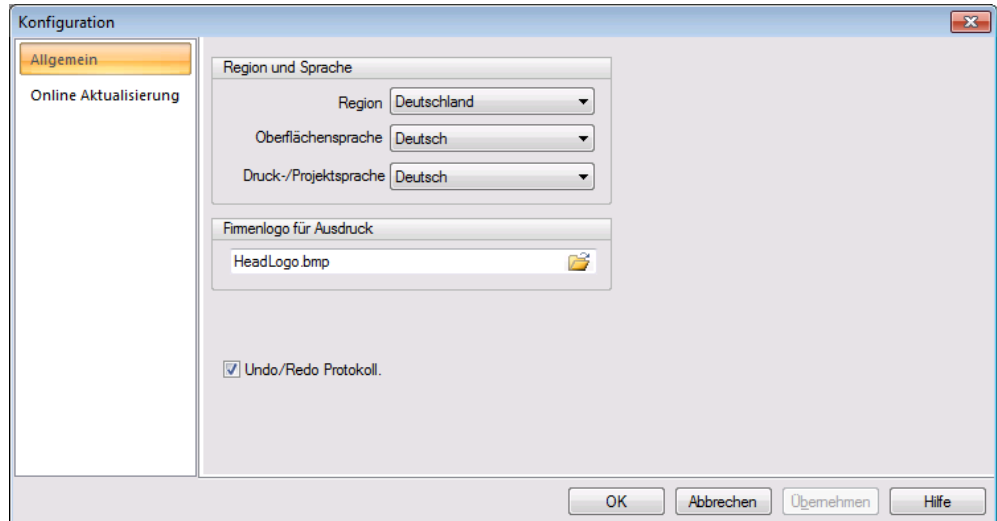 Konfiguration
Allgemein
Online Aktualisierung
Region und Sprache
Region Deutschland
Oberflächensprache Deutsch
Druck-/Projektsprache Deutsch
Firmenlogo für Ausdruck
HeadLogo.bmp
Undo/Redo Protokoll.
OK Abbrechen Übernehmen Hilfe